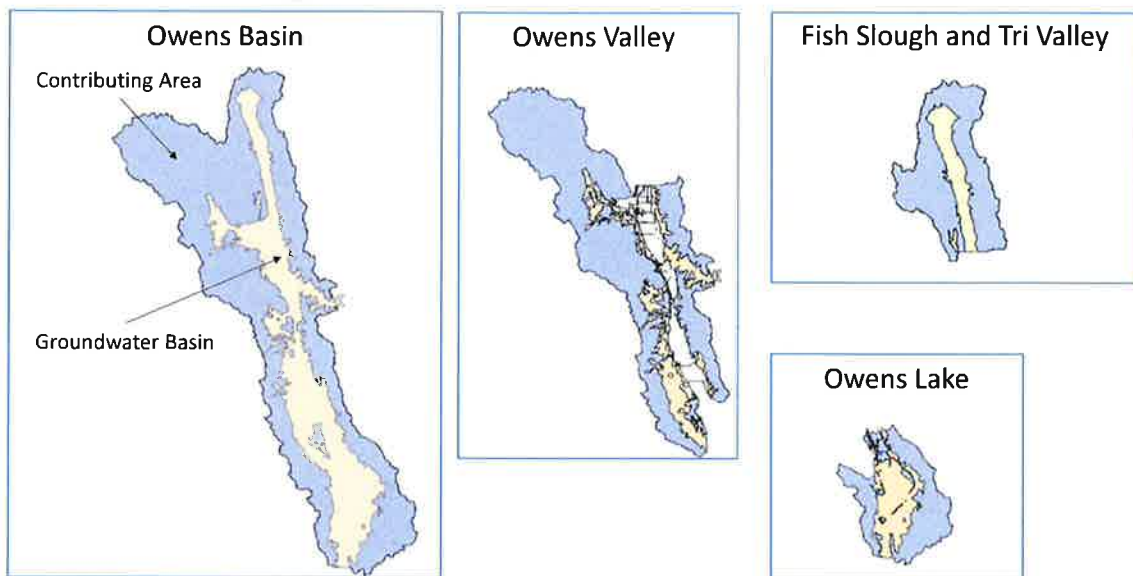 Owens Basin
Contributing Area
Groundwater Basin
Owens Valley
Fish Slough and Tri Valley
Owens Lake